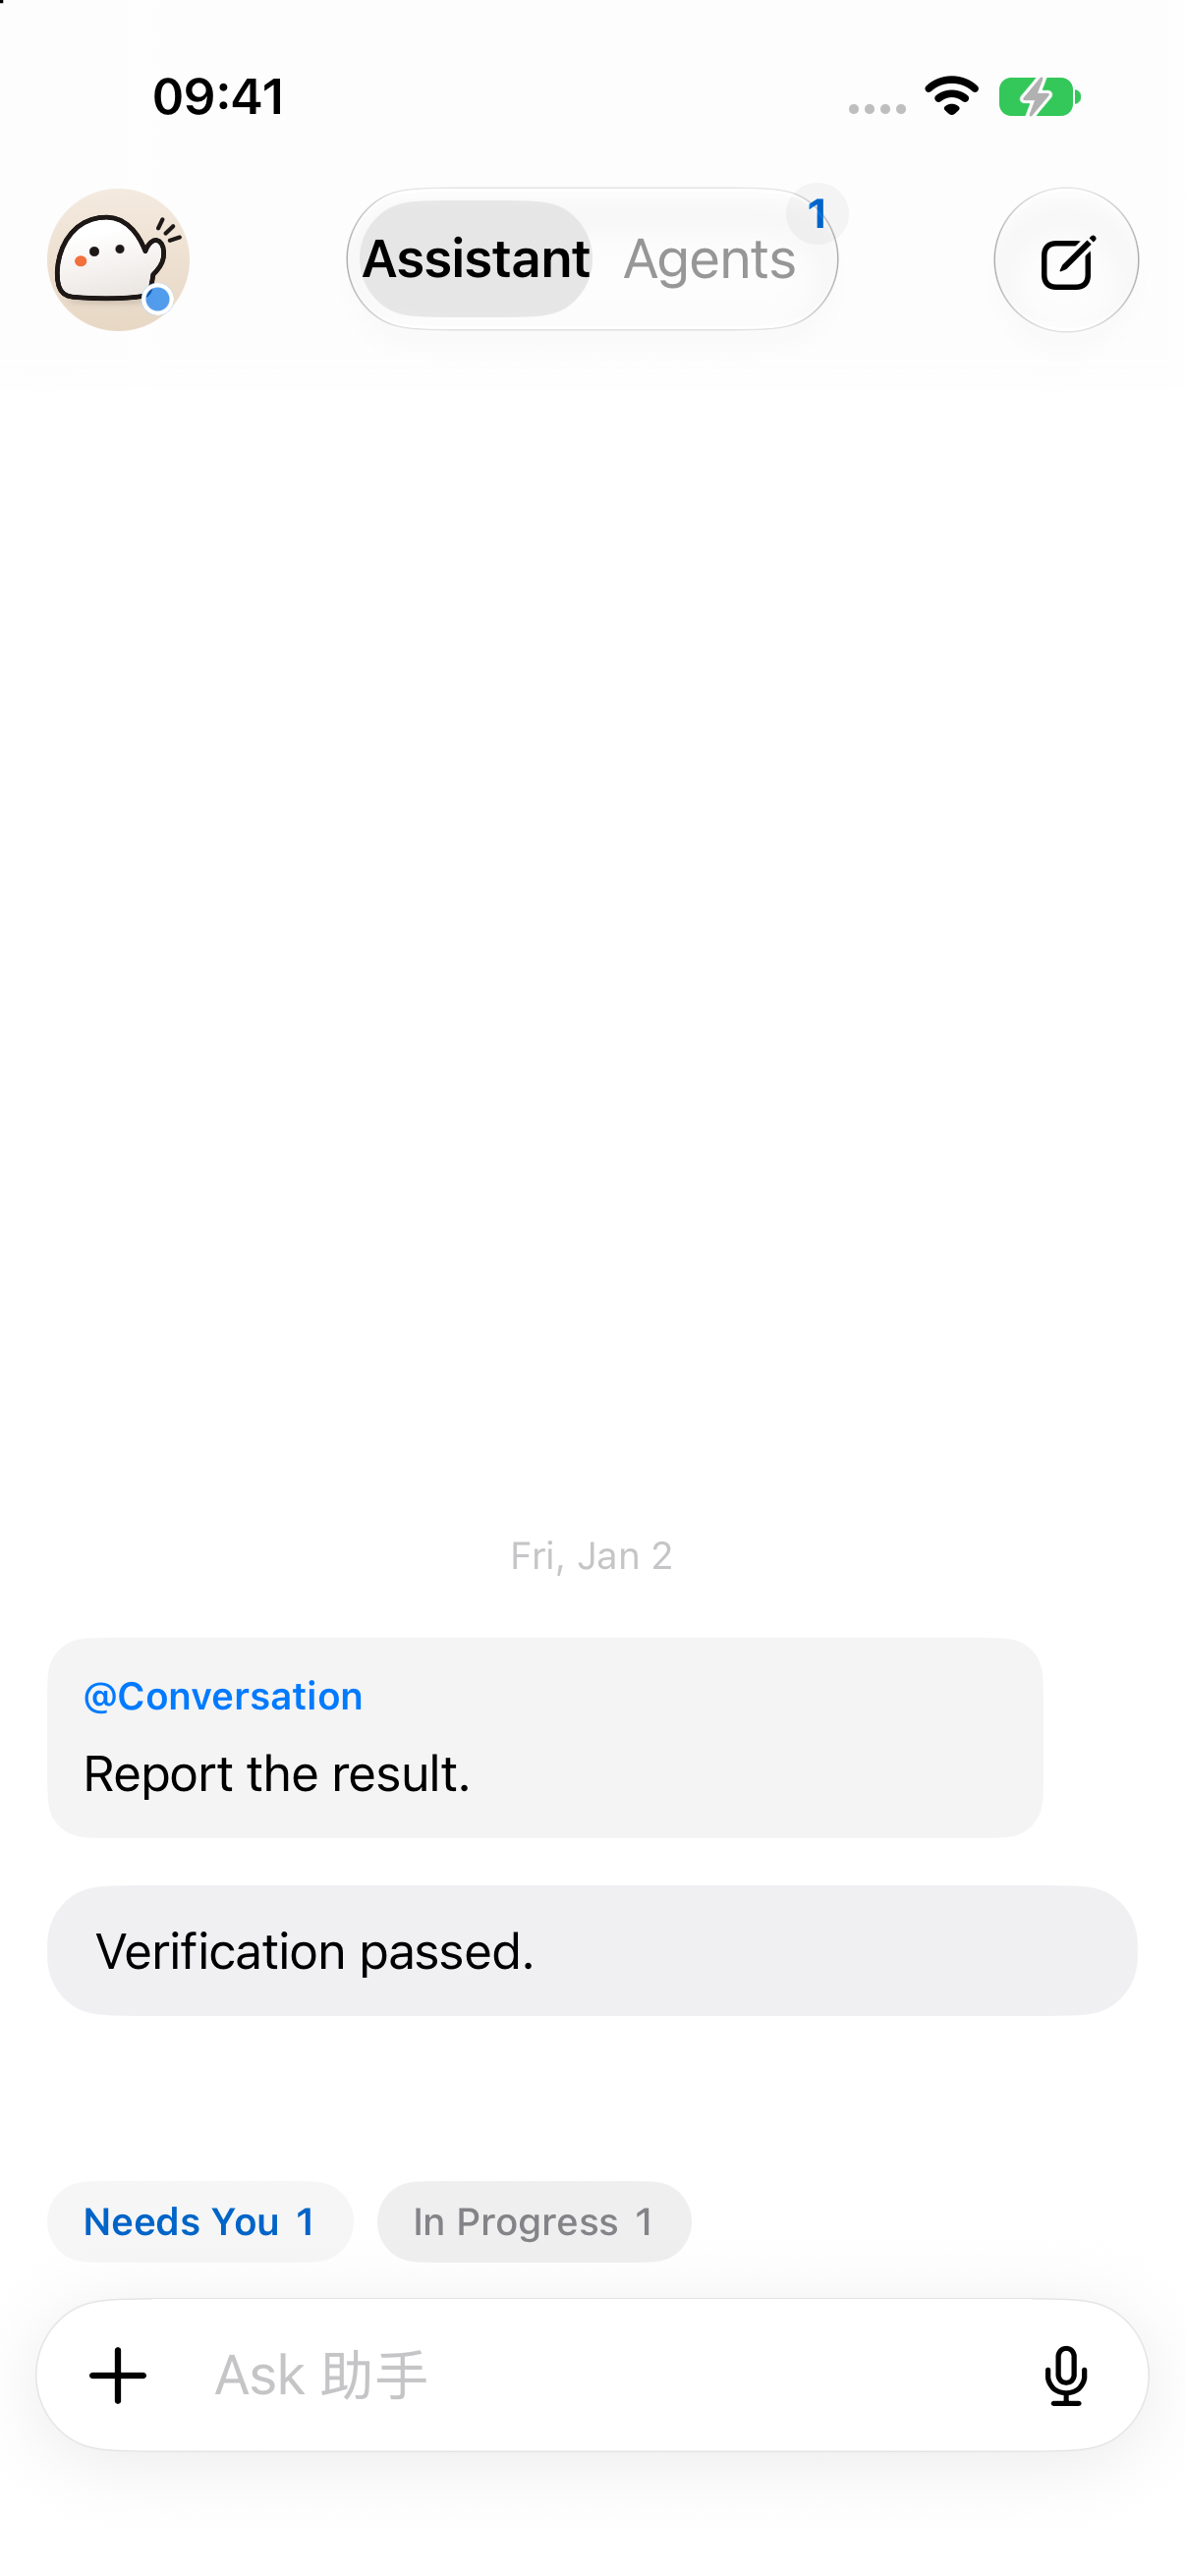 09:41
Assistant
Agents
1
Fri, Jan 2
@Conversation
Report the result.
Verification passed.
Needs You 1
In Progress 1
Ask 助手